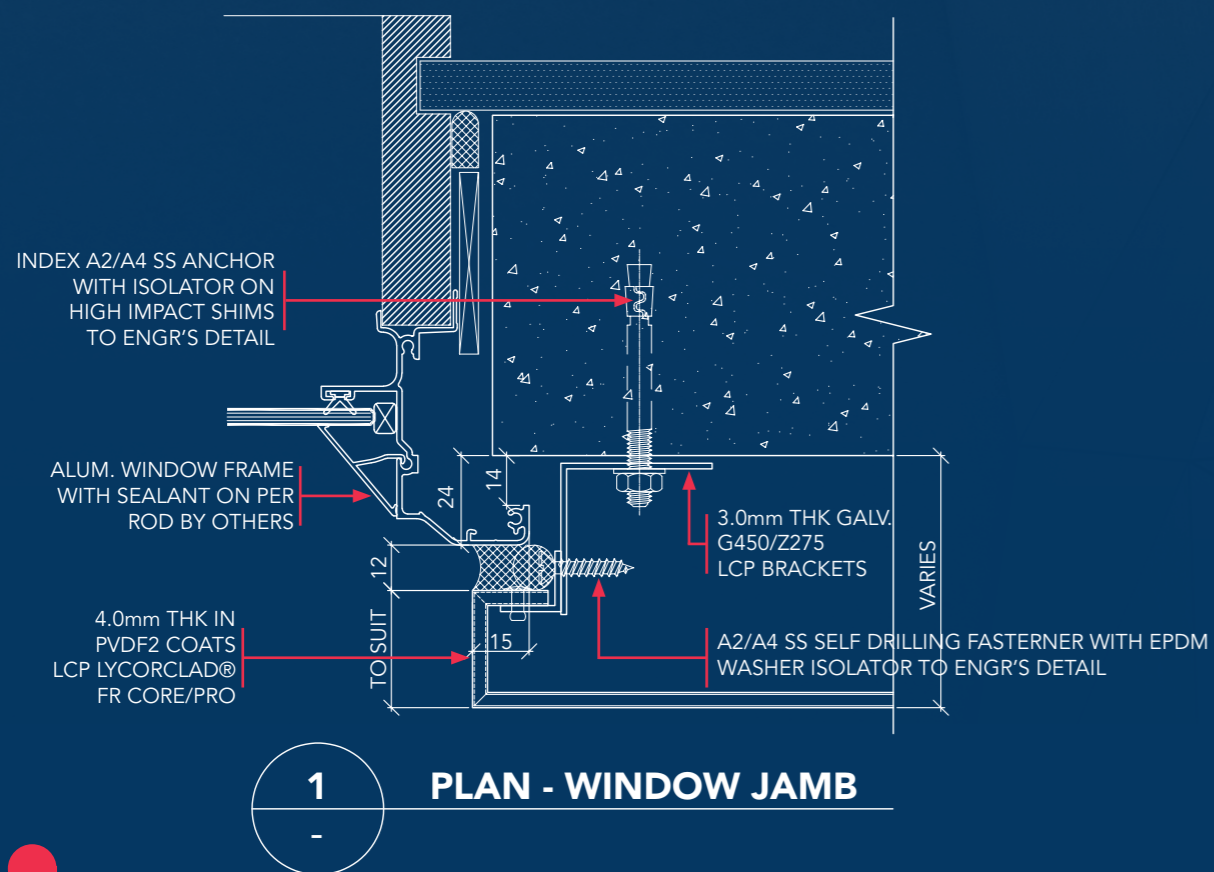 INDEX A2/A4 SS ANCHOR
WITH ISOLATOR ON
HIGH IMPACT SHIMS
TO ENGR'S DETAIL
ALUM. WINDOW FRAME
WITH SEALANT ON PER
ROD BY OTHERS
24
14
3.0mm THK GALV.
G450/Z275
LCP BRACKETS
12
VARIES
4.0mm THK IN
PVDF2 COATS
LCP LYCORCLAD®
FR CORE/PRO
TO SUIT
15
A2/A4 SS SELF DRILLING FASTERNER WITH EPDM
WASHER ISOLATOR TO ENGR'S DETAIL
1
PLAN - WINDOW JAMB
-